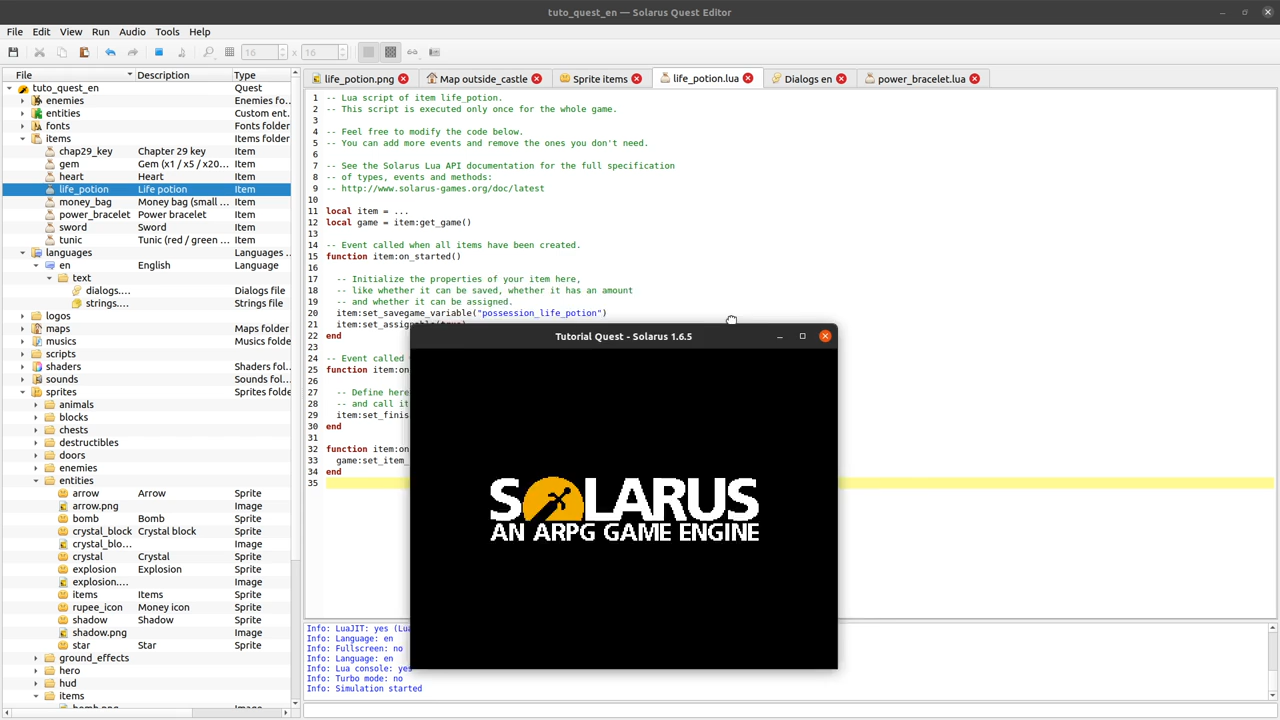 tuto_quest_en — Solarus Quest Editor
File Edit View Run Audio Tools Help
16 x 16
File Description Type
life_potion.png Map outside_castle Sprite items life_potion.lua Dialogs en power_bracelet.lua
tuto_quest_en Quest
enemies Enemies fo...
entities Custom ent...
fonts Fonts folder
items Items folder
chap29_key Chapter 29 key Item
gem Gem (x1 / x5 / x20... Item
heart Heart Item
life_potion Life potion Item
money_bag Money bag (small ... Item
power_bracelet Power bracelet Item
sword Sword Item
tunic Tunic (red / green ... Item
languages Languages ...
en English Language
text
dialogs.... Dialogs file
strings.... Strings file
logos
maps Maps folder
musics Musics folder
scripts
shaders Shaders fol...
sounds Sounds fol...
sprites Sprites folde
animals
blocks
chests
destructibles
doors
enemies
entities
arrow Arrow Sprite
arrow.png Image
bomb Bomb Sprite
crystal_block Crystal block Sprite
crystal_blo... Image
crystal Crystal Sprite
explosion Explosion Sprite
explosion.... Image
items Items Sprite
rupee_icon Money icon Sprite
shadow Shadow Sprite
shadow.png Image
star Star Sprite
ground_effects
hero
hud
items
1 -- Lua script of item life_potion.
2 -- This script is executed only once for the whole game.
3
4 -- Feel free to modify the code below.
5 -- You can add more events and remove the ones you don't need.
6
7 -- See the Solarus Lua API documentation for the full specification
8 -- of types, events and methods:
9 -- http://www.solarus-games.org/doc/latest
10
11 local item = ...
12 local game = item:get_game()
13
14 -- Event called when all items have been created.
15 function item:on_started()
16
17 -- Initialize the properties of your item here,
18 -- like whether it can be saved, whether it has an amount
19 -- and whether it can be assigned.
20 item:set_savegame_variable("possession_life_potion")
21 item:set_assignable(true)
22 end
23
24 -- Event called
25 function item:on
26
27 -- Define here
28 -- and call it
29 item:set_finis
30 end
31
32 function item:on
33 game:set_item_
34 end
35
Tutorial Quest - Solarus 1.6.5
SOLARUS
AN ARPG GAME ENGINE
Info: LuaJIT: yes (Lua
Info: Language: en
Info: Fullscreen: no
Info: Language: en
Info: Lua console: yes
Info: Turbo mode: no
Info: Simulation started